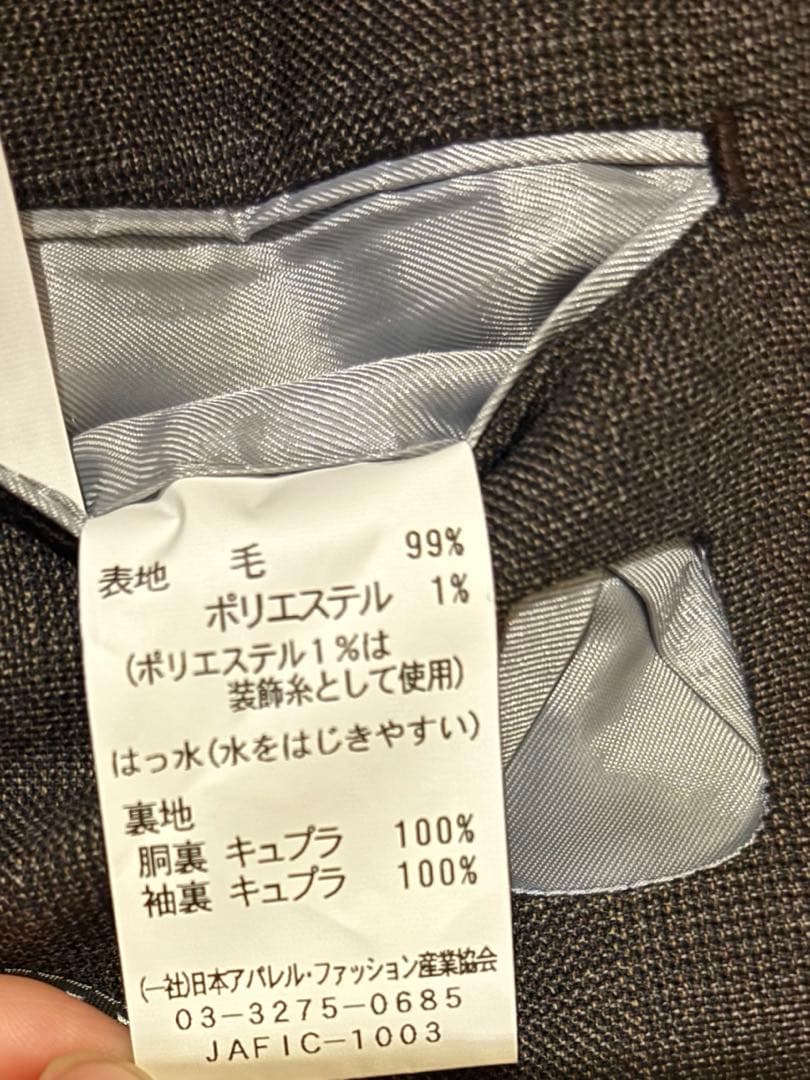 表地 毛 99%
ポリエステル 1%
(ポリエステル1%は
装飾糸として使用)
はっ水(水をはじきやすい)
裏地
胴裏 キュプラ 100%
袖裏 キュプラ 100%
(一社)日本アパレル・ファッション産業協会
03-3275-0685
JAFIC-1003